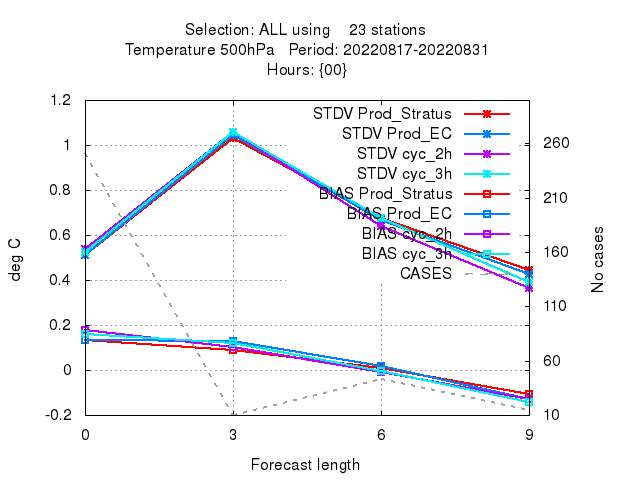 Selection: ALL using    23 stations
Temperature 500hPa   Period: 20220817-20220831
Hours: {00}
1.2
STDV Prod_Stratus
STDV Prod_EC
1
260
STDV cyc_2h
STDV cyc_3h
0.8
BIAS Prod_Stratus
210
BIAS Prod_EC
0.6
BIAS cyc_2h
BIAS cyc_3h
160
0.4
CASES
deg C
No cases
110
0.2
0
60
-0.2
10
0 3 6 9
Forecast length